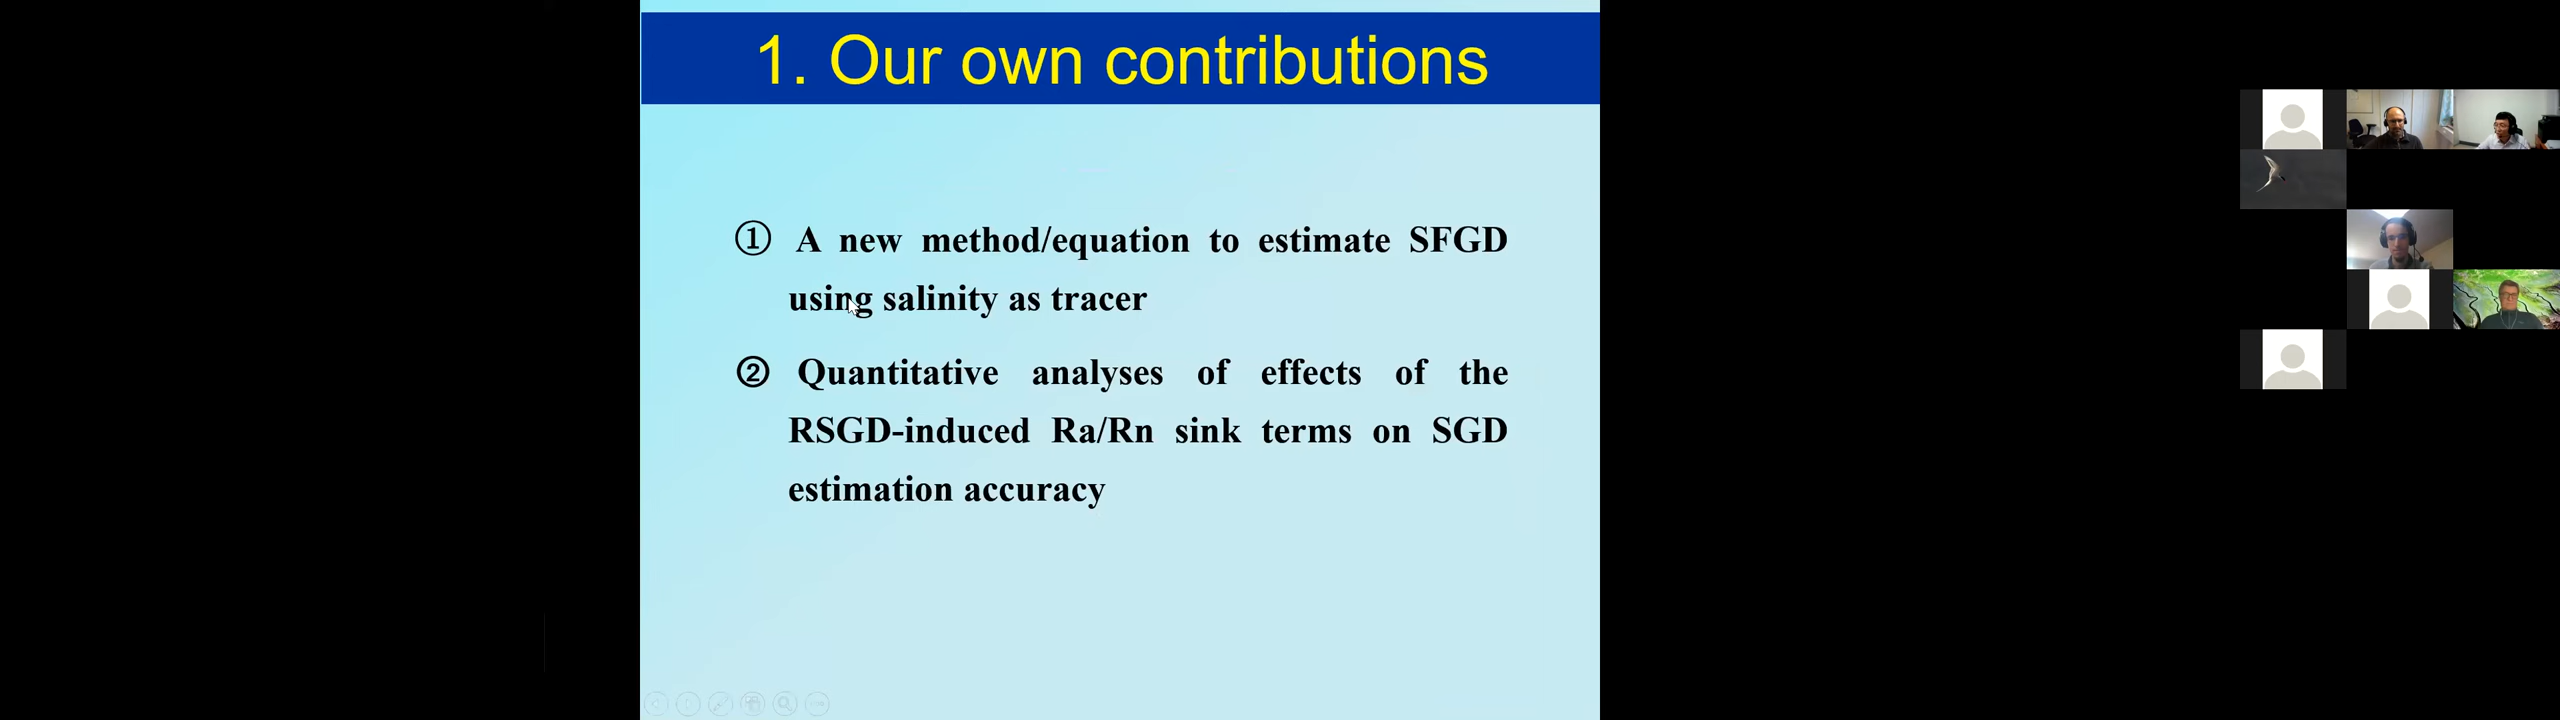 1. Our own contributions
① A new method/equation to estimate SFGD
using salinity as tracer
② Quantitative analyses of effects of the
RSGD-induced Ra/Rn sink terms on SGD
estimation accuracy